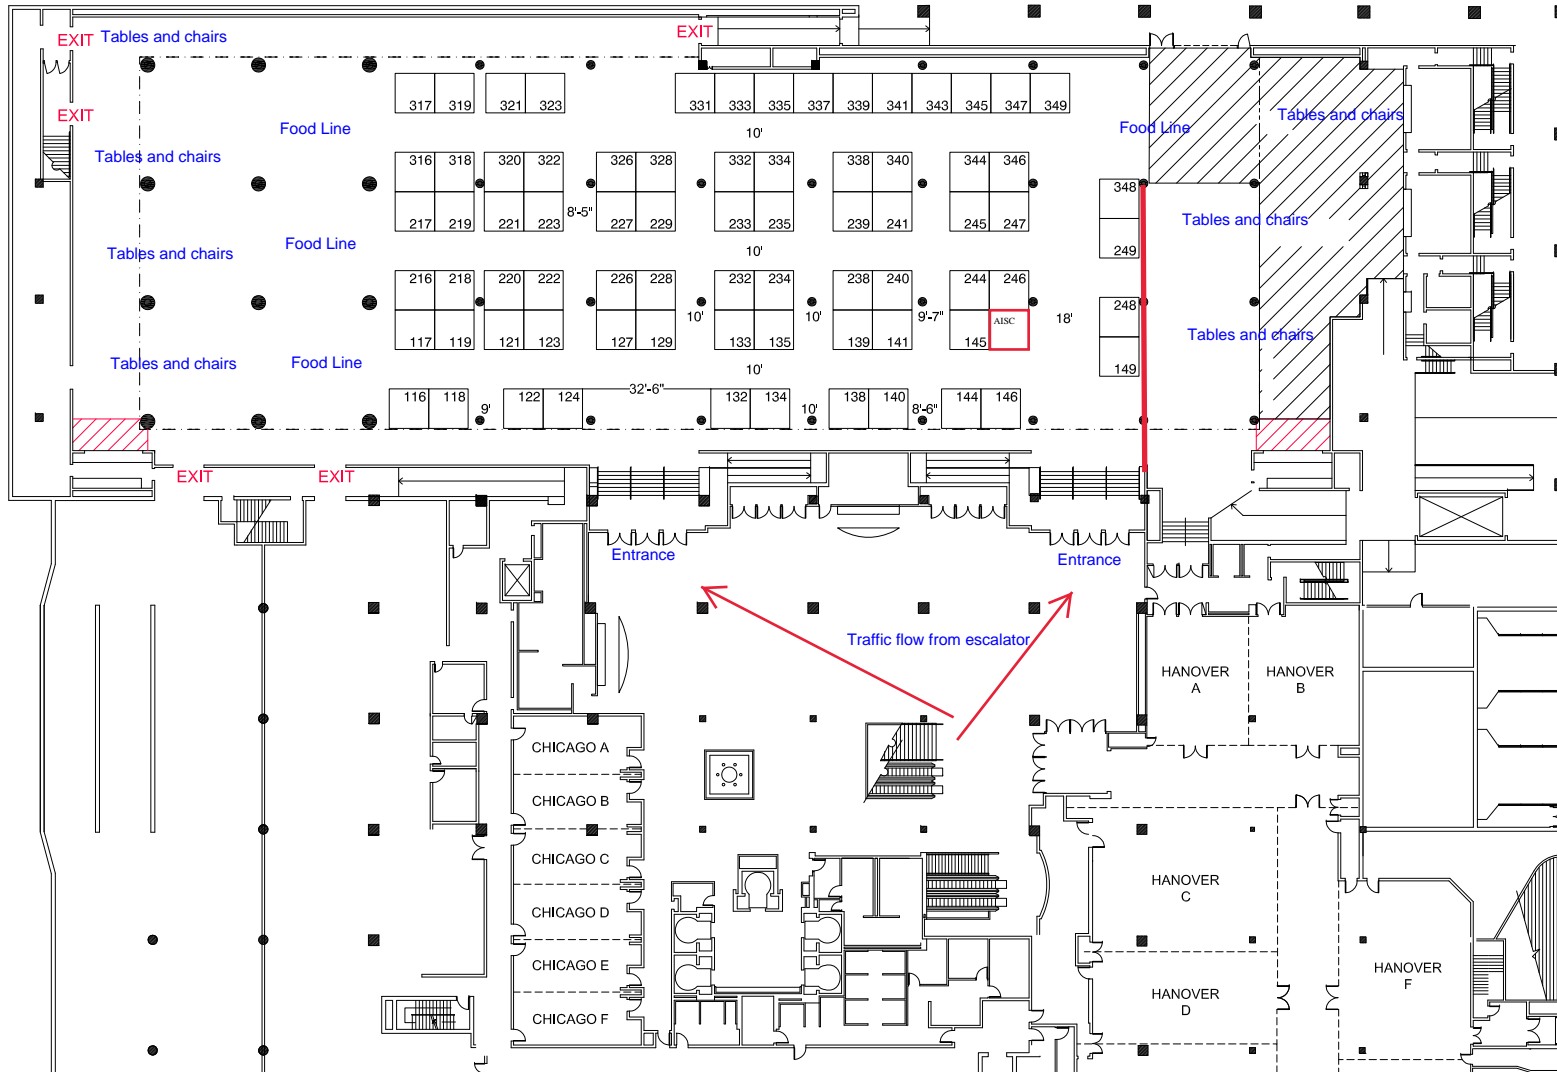 EXIT
Tables and chairs
EXIT
EXIT
317 319 321 323 331 333 335 337 339 341 343 345 347 349
Tables and chairs
Food Line
10'
Food Line
Tables and chairs
316 318 320 322 326 328 332 334 338 340 344 346
348
217 219 221 223 8'-5" 227 229 233 235 239 241 245 247
Tables and chairs
Food Line
10'
249
Tables and chairs
216 218 220 222 226 228 232 234 238 240 244 246
248
10' 10' 9'-7" AISC 18'
117 119 121 123 127 129 133 135 139 141 145
149
Tables and chairs
Tables and chairs
Food Line
10'
32'-6"
116 118 9' 122 124 132 134 10' 138 140 8'-6" 144 146
EXIT
EXIT
Entrance
Entrance
Traffic flow from escalator
HANOVER
A
HANOVER
B
CHICAGO A
CHICAGO B
CHICAGO C
CHICAGO D
CHICAGO E
CHICAGO F
HANOVER
C
HANOVER
D
HANOVER
F